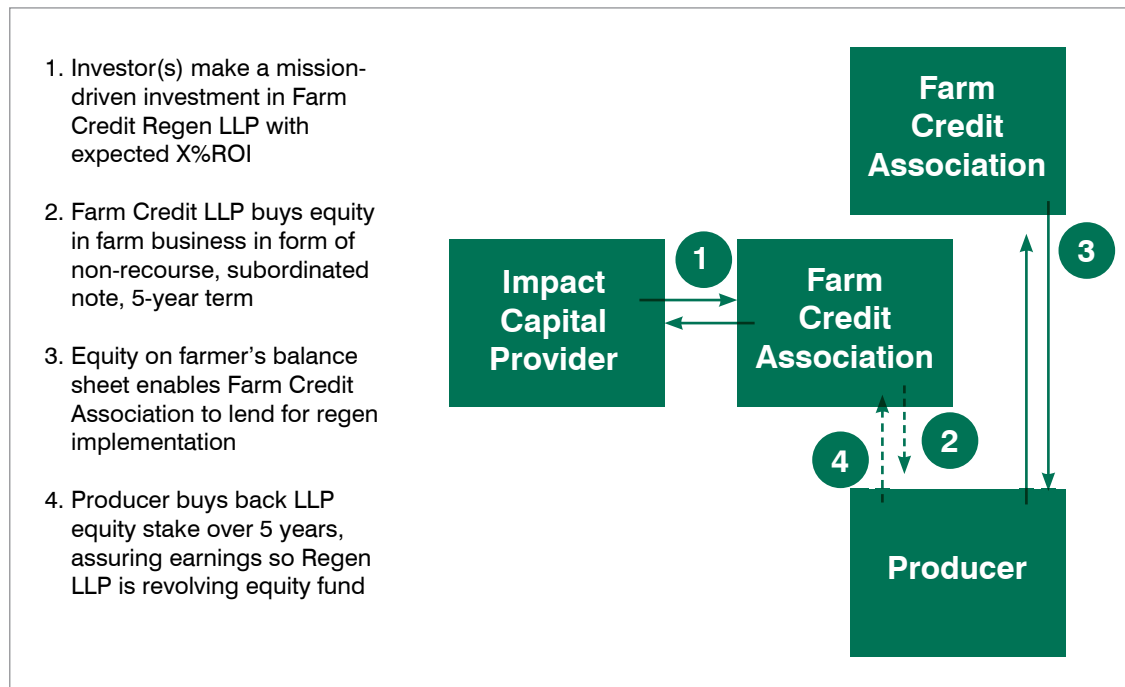 1. Investor(s) make a mission-
driven investment in Farm
Credit Regen LLP with
expected X%ROI
2. Farm Credit LLP buys equity
in farm business in form of
non-recourse, subordinated
note, 5-year term
3. Equity on farmer's balance
sheet enables Farm Credit
Association to lend for regen
implementation
4. Producer buys back LLP
equity stake over 5 years,
assuring earnings so Regen
LLP is revolving equity fund
Farm
Credit
Association
3
1
Impact
Capital
Provider
Farm
Credit
Association
4
2
Producer